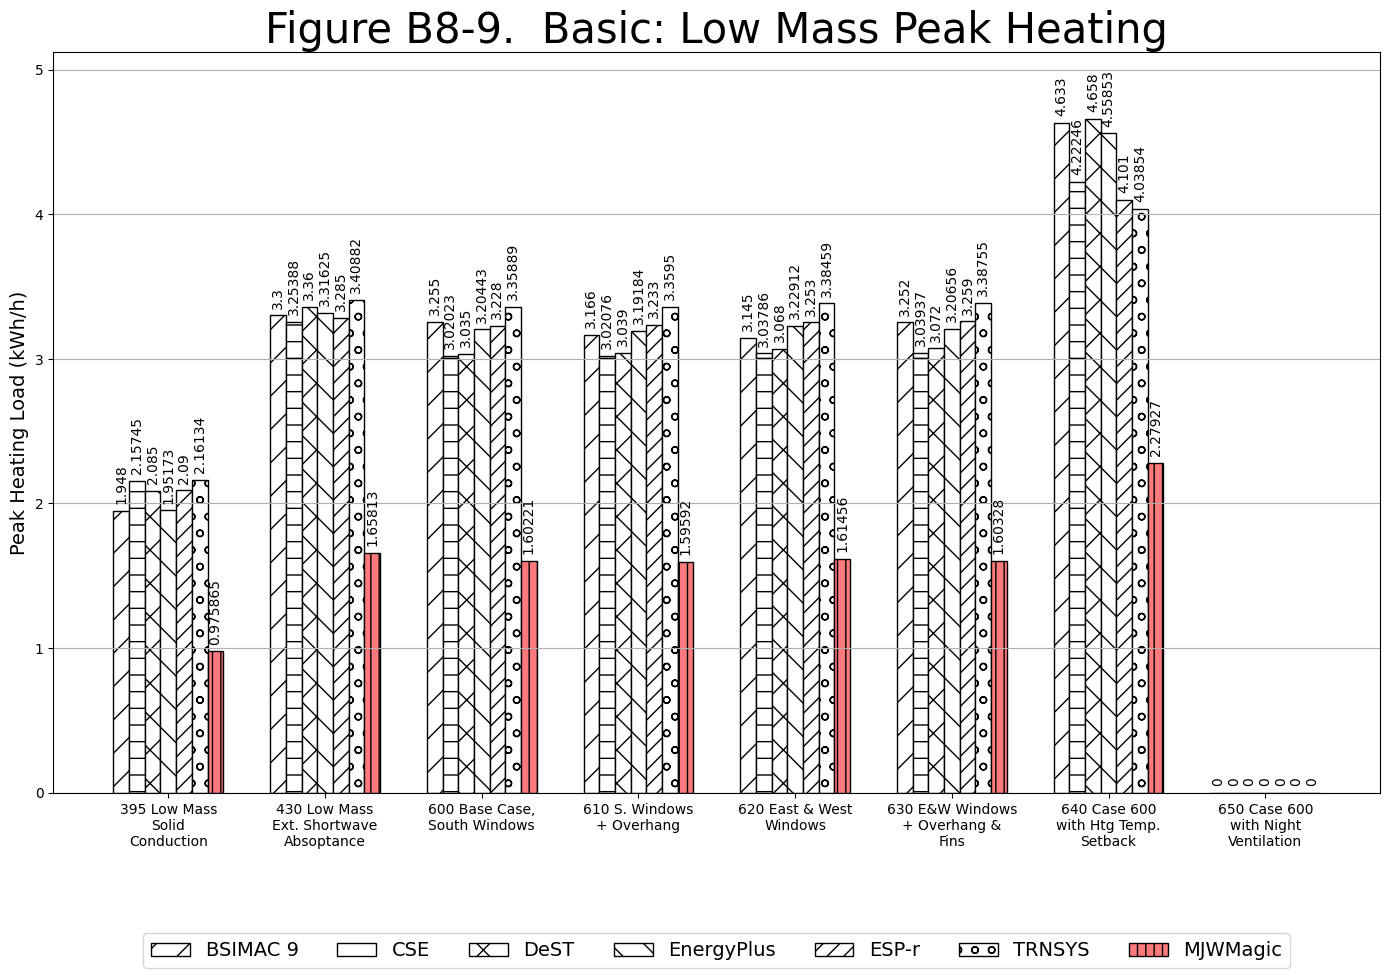 Figure B8-9.  Basic: Low Mass Peak Heating
Peak Heating Load (kWh/h)
5
4
3
2
1
0
1.948
2.15745
2.085
1.95173
2.09
2.16134
0.975865
3.3
3.25388
3.36
3.31625
3.285
3.40882
1.65813
3.255
3.02023
3.035
3.20443
3.228
3.35889
1.60221
3.166
3.02076
3.039
3.19184
3.233
3.3595
1.59592
3.145
3.03786
3.068
3.22912
3.253
3.38459
1.61456
3.252
3.03937
3.072
3.20656
3.259
3.38755
1.60328
4.633
4.22246
4.658
4.55853
4.101
4.03854
2.27927
0 0 0 0 0 0 0
395 Low Mass
Solid
Conduction
430 Low Mass
Ext. Shortwave
Absoptance
600 Base Case,
South Windows
610 S. Windows
+ Overhang
620 East & West
Windows
630 E&W Windows
+ Overhang &
Fins
640 Case 600
with Htg Temp.
Setback
650 Case 600
with Night
Ventilation
BSIMAC 9 CSE DeST EnergyPlus ESP-r TRNSYS MJWMagic